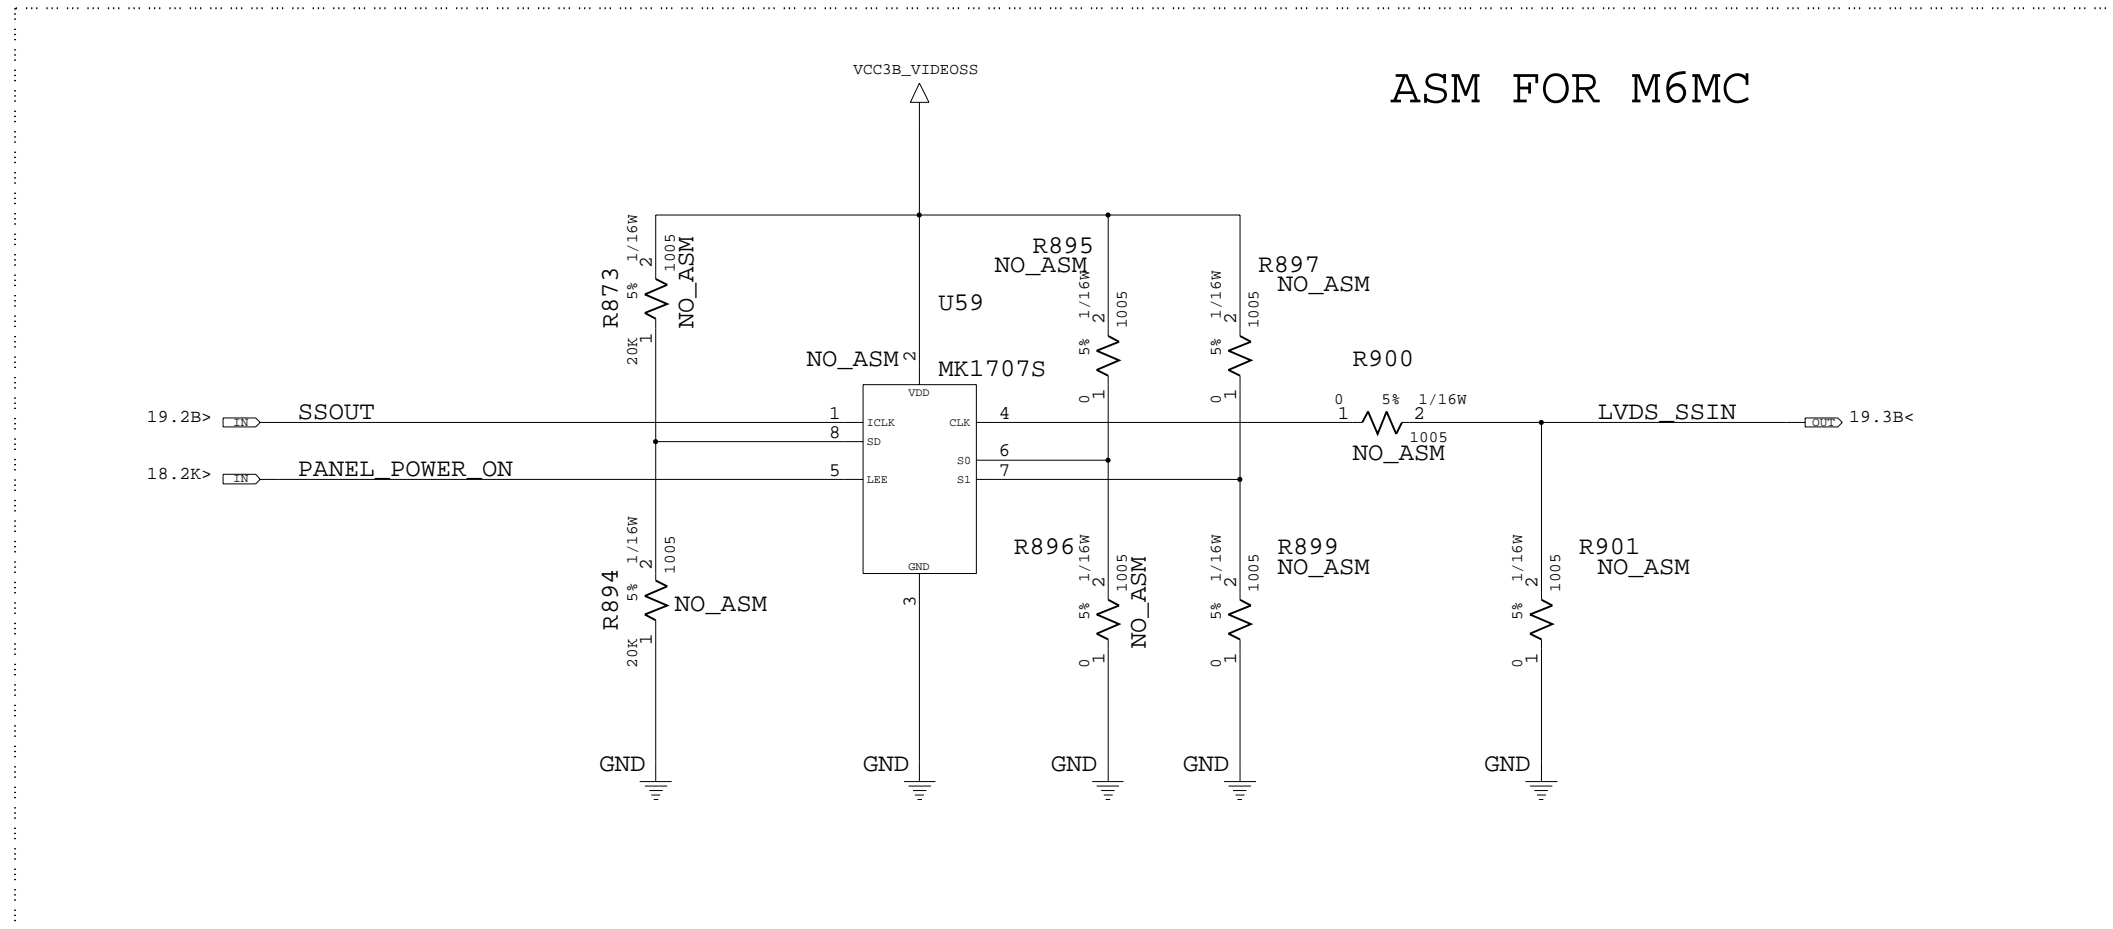 VCC3B_VIDEOSS
ASM FOR M6MC
R873
20K
5%
1/16W
1
2
1005
NO_ASM
R895
NO_ASM
0
5%
1/16W
1
2
1005
R897
NO_ASM
0
5%
1/16W
1
2
1005
U59
NO_ASM
2
MK1707S
VDD
R900
0
5%
1/16W
1
2
1005
NO_ASM
19.2B>
IN
SSOUT
1
ICLK
CLK
4
LVDS_SSIN
OUT
19.3B<
8
SD
S0
6
18.2K>
IN
PANEL_POWER_ON
5
LEE
S1
7
GND
3
R894
20K
5%
1/16W
1
2
1005
NO_ASM
R896
0
5%
1/16W
1
2
1005
NO_ASM
R899
NO_ASM
0
5%
1/16W
1
2
1005
R901
NO_ASM
0
5%
1/16W
1
2
1005
GND
GND
GND
GND
GND